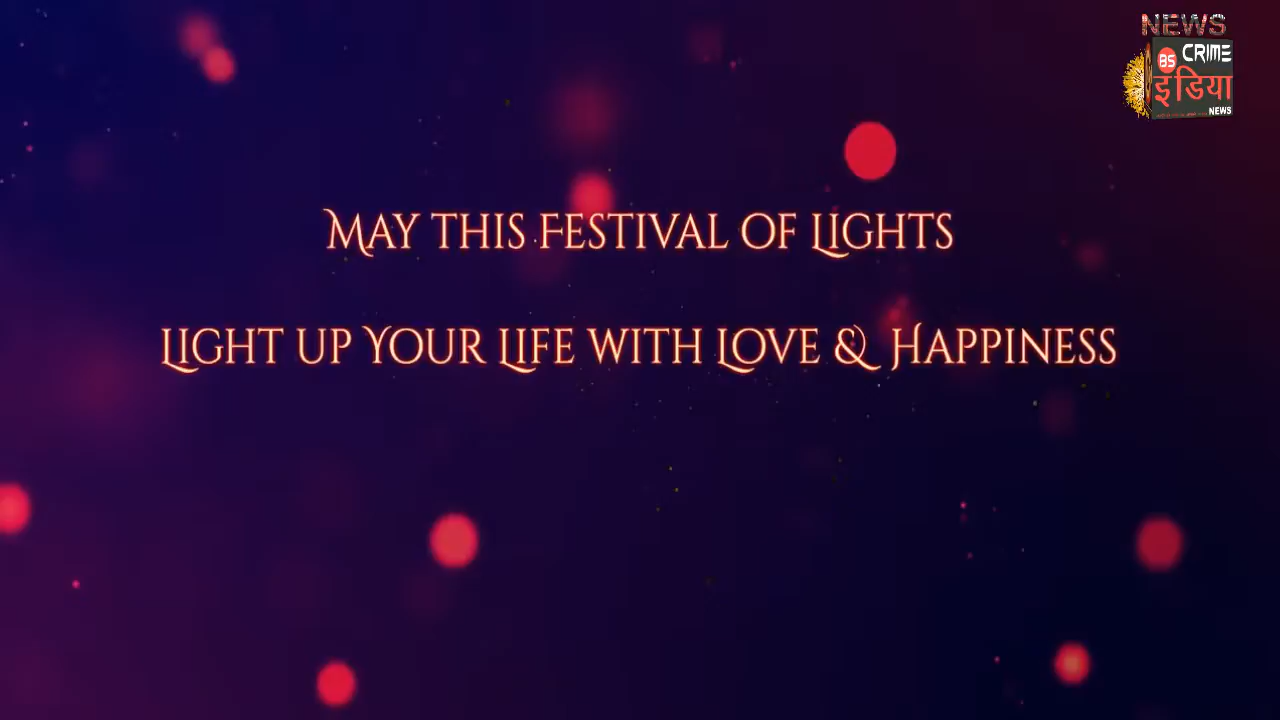 NEWS
BS CRIME
इंडिया
NEWS
MAY THIS FESTIVAL OF LIGHTS
LIGHT UP YOUR LIFE WITH LOVE & HAPPINESS